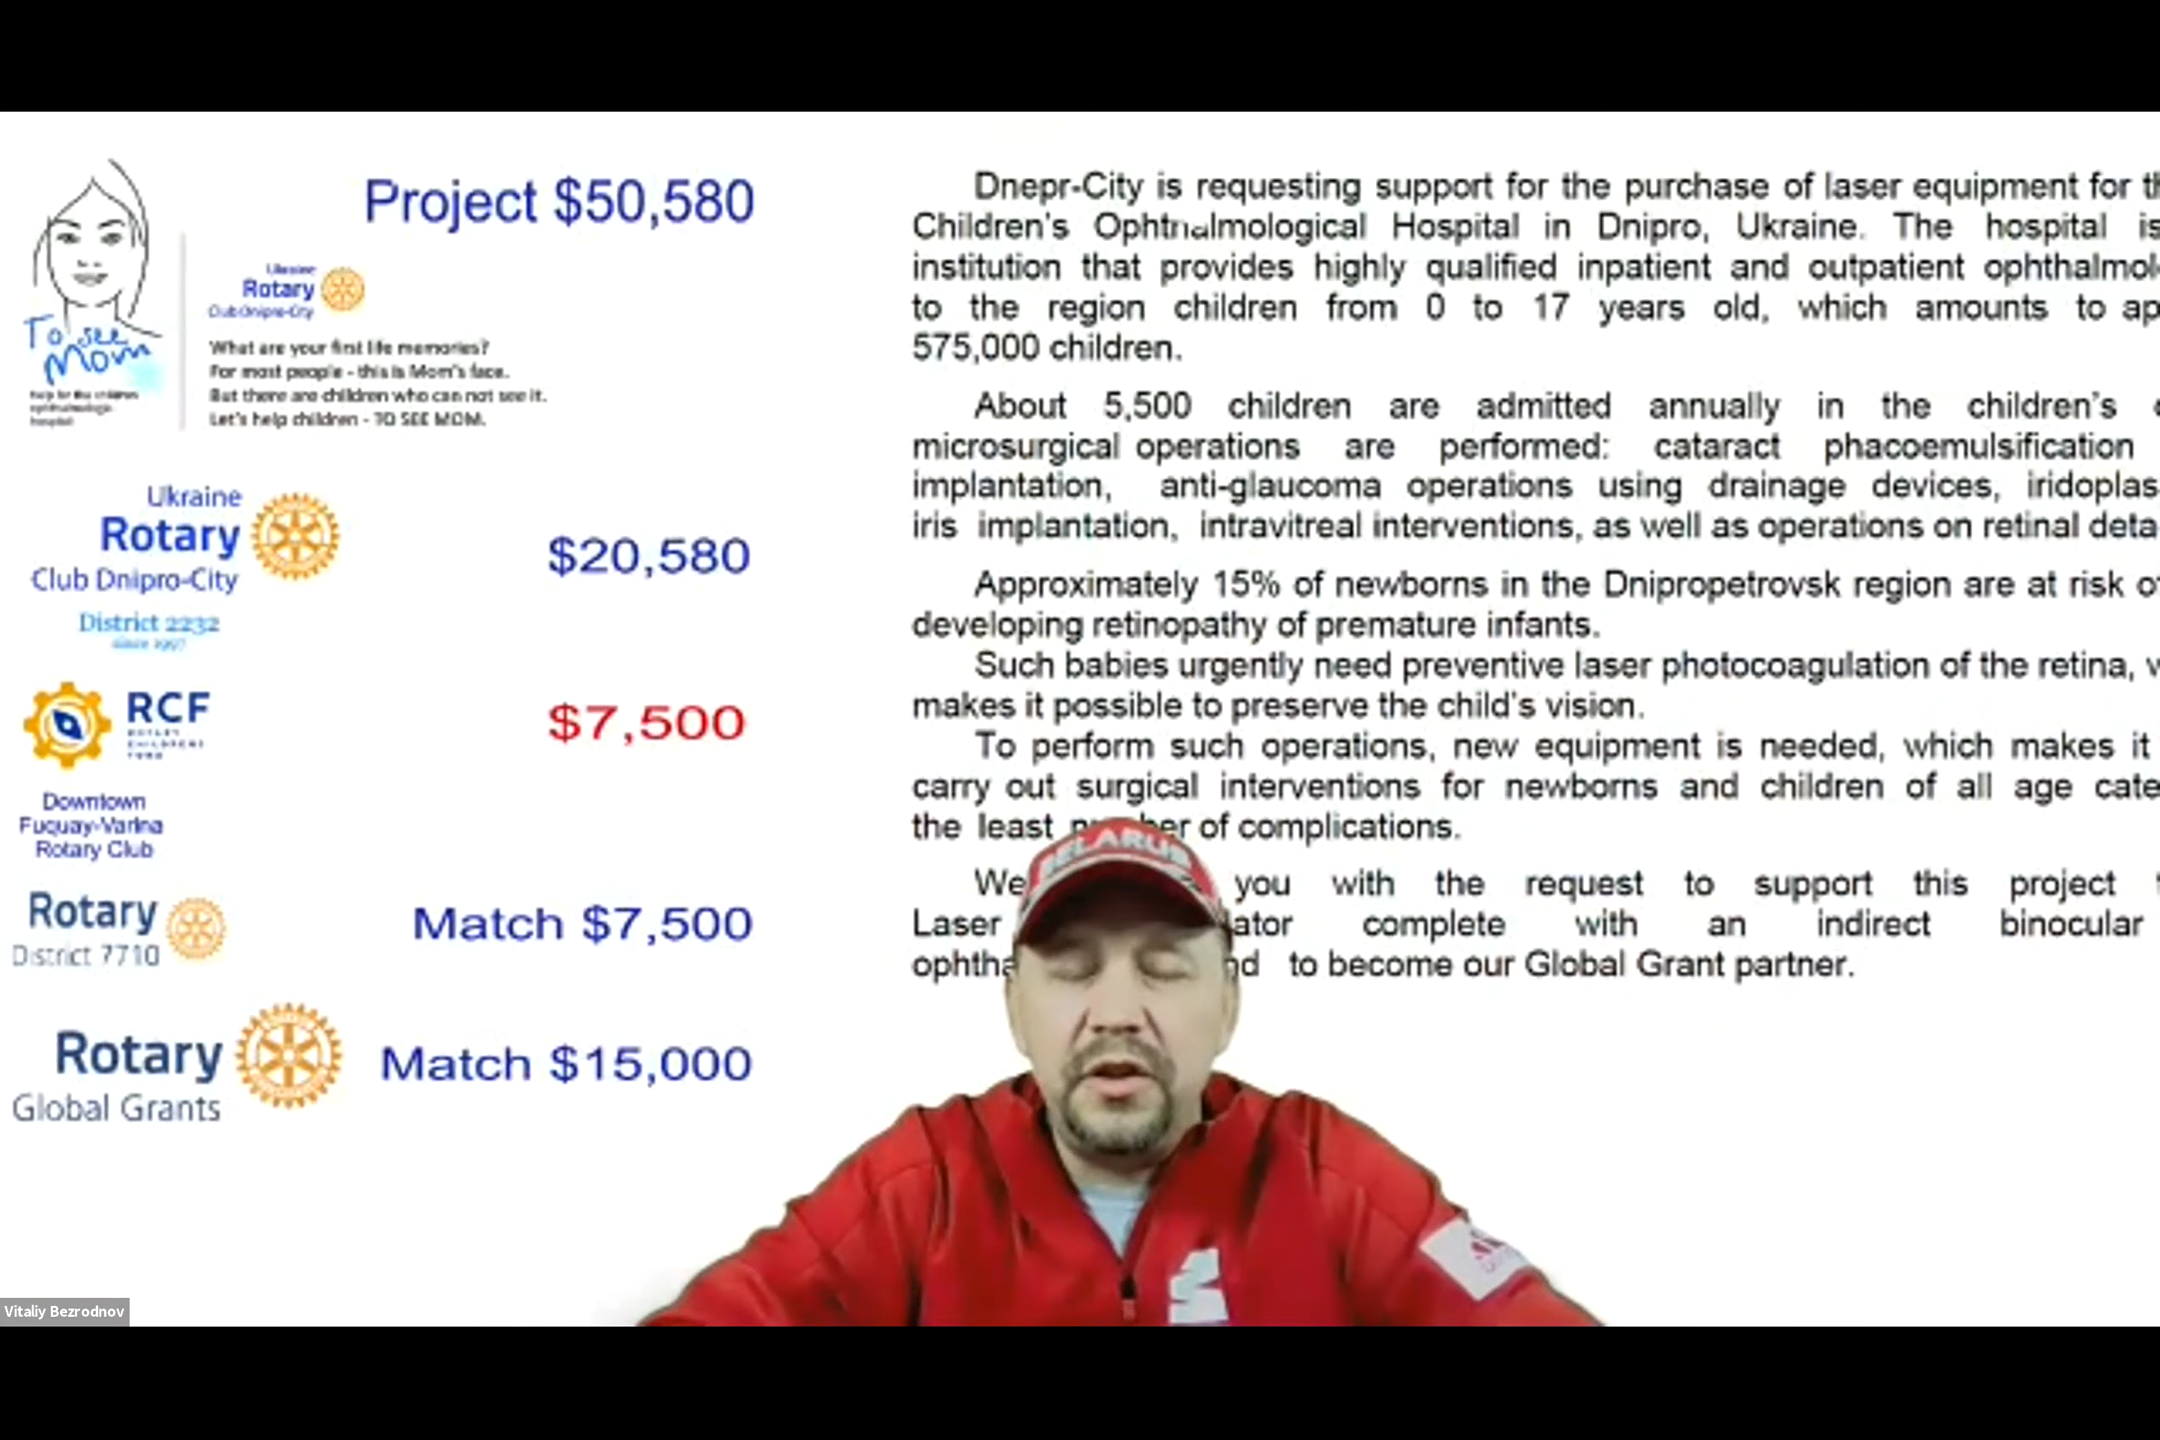 Project $50,580
To see
Mom
help for the children
ophthalmologic
hospital
Ukraine
Rotary
Club Dnipro-City
What are your first life memories?
For most people - this is Mom's face.
But there are children who can not see it.
Let's help children - TO SEE MOM.
Ukraine
Rotary
Club Dnipro-City
$20,580
District 2232
since 1997
RCF
$7,500
Downtown
Fuquay-Varina
Rotary Club
Rotary
District 7710
Match $7,500
Rotary
Global Grants
Match $15,000
Dnepr-City is requesting support for the purchase of laser equipment for
Children's Ophthalmological Hospital in Dnipro, Ukraine. The hospital is
institution that provides highly qualified inpatient and outpatient
to the region children from 0 to 17 years old, which amounts to
575,000 children.
About 5,500 children are admitted annually in the children's
microsurgical operations are performed: cataract phacoemulsification
implantation, anti-glaucoma operations using drainage devices,
iris implantation, intravitreal interventions, as well as operations on retinal
Approximately 15% of newborns in the Dnipropetrovsk region are at risk of
developing retinopathy of premature infants.
Such babies urgently need preventive laser photocoagulation of the retina,
makes it possible to preserve the child's vision.
To perform such operations, new equipment is needed, which makes it
carry out surgical interventions for newborns and children of all age
the least of complications.
We you with the request to support this project
Laser complete with an indirect binocular
to become our Global Grant partner.
BELARUS
Vitaliy Bezrodnov